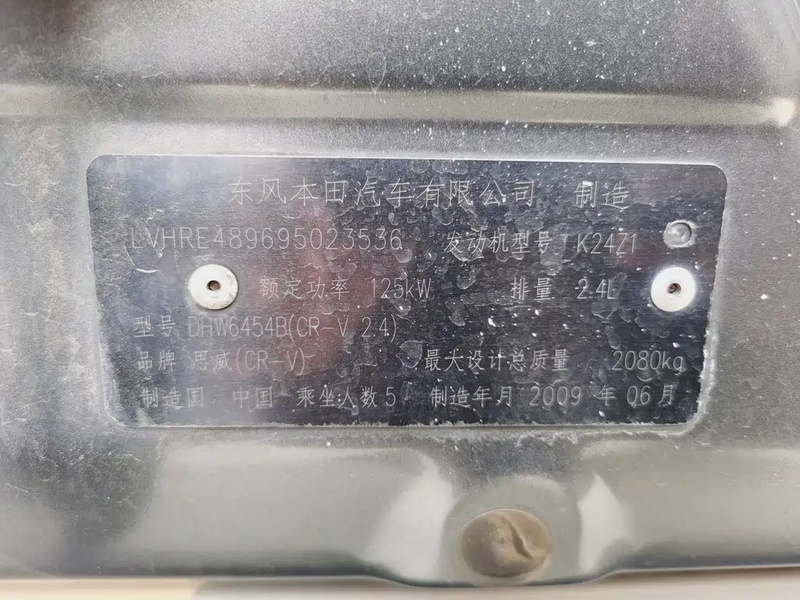 东风本田汽车有限公司 制造
LVHRE489695023536 发动机型号 K24Z1
额定功率 125kW 排量 2.4L
型号 DHW6454B(CR-V 2.4)
品牌 思威(CR-V) 最大设计总质量 2080kg
制造国 中国 乘坐人数 5 制造年月 2009 年 06 月